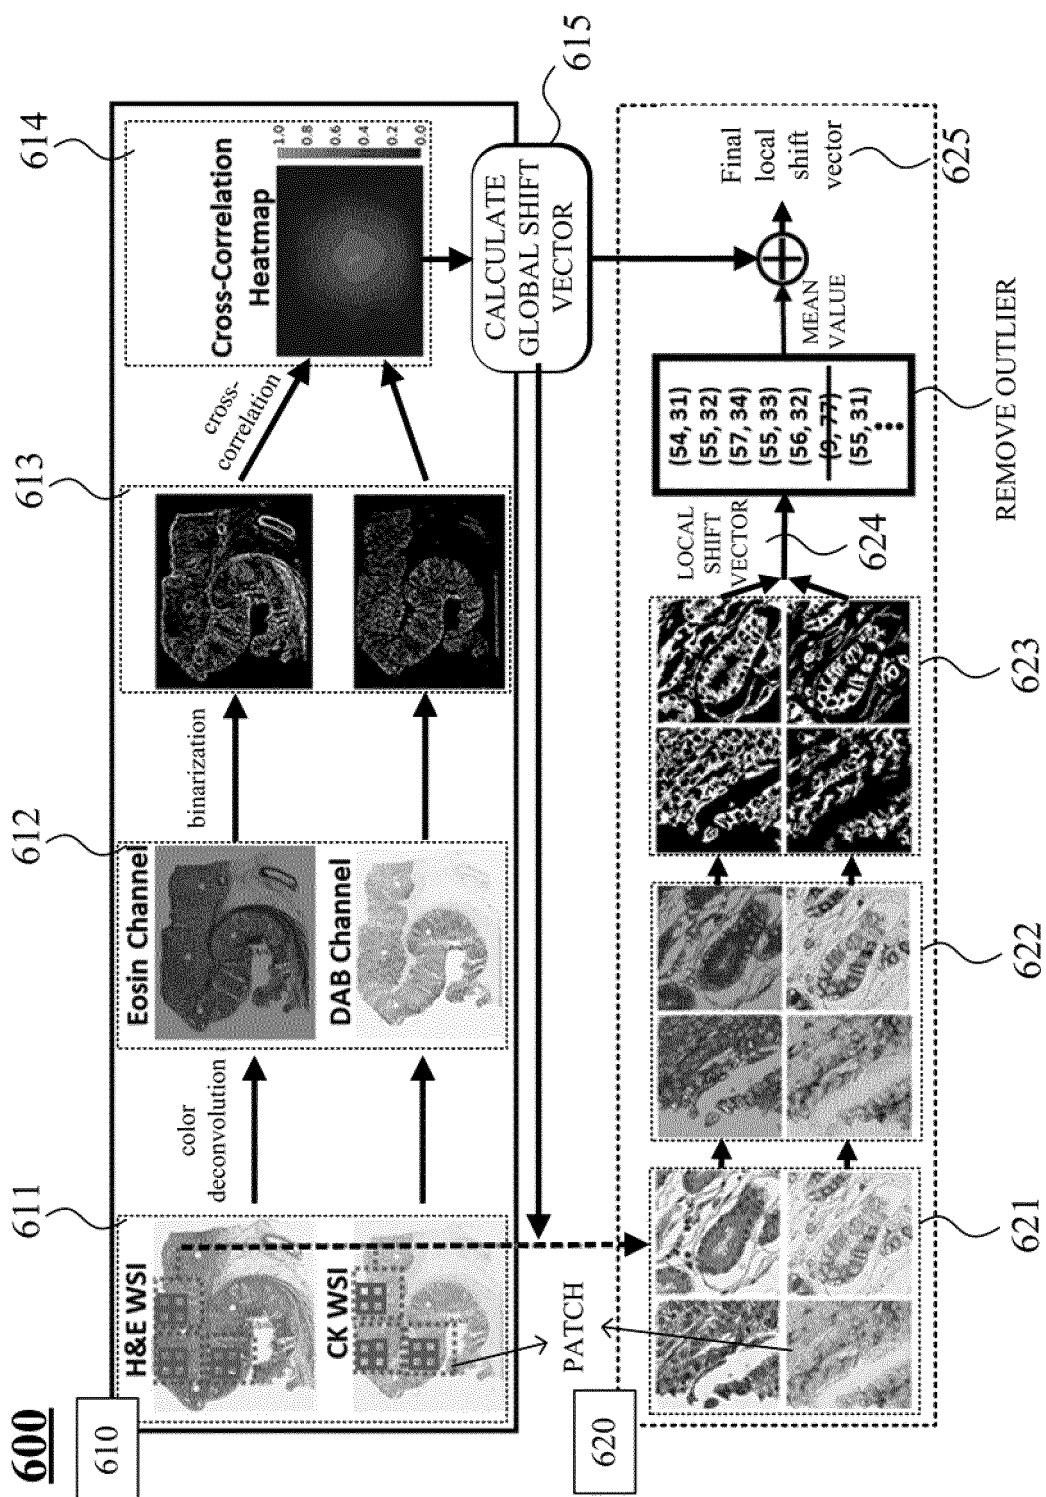 600
610
611
612
613
614
615
H&E WSI
CK WSI
color
deconvolution
Eosin Channel
DAB Channel
binarization
cross-
correlation
Cross-Correlation
Heatmap
1.0
0.8
0.6
0.4
0.2
0.0
CALCULATE
GLOBAL SHIFT
VECTOR
PATCH
620
621
622
623
LOCAL
SHIFT
VECTOR
624
(54, 31)
(55, 32)
(57, 34)
(55, 33)
(56, 32)
(9, 77)
(55, 31)
REMOVE OUTLIER
MEAN
VALUE
Final
local
shift
vector
625